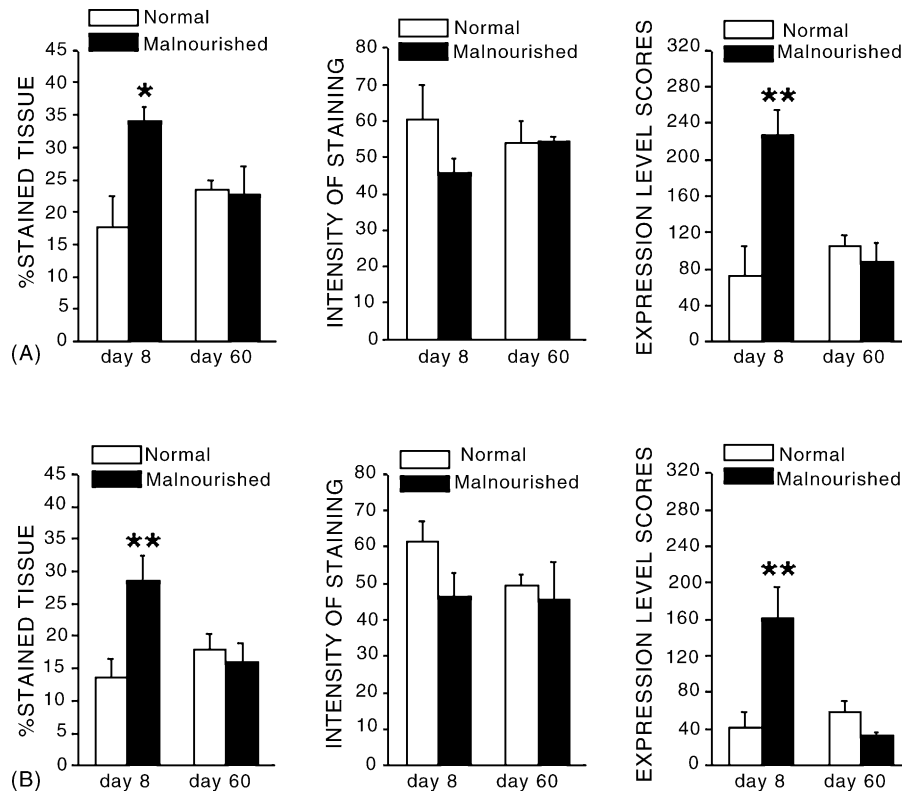 Normal
Malnourished
45
40
35
30
25
20
15
10
5
0
%STAINED TISSUE
*
day 8 day 60
(A)
Normal
Malnourished
80
70
60
50
40
30
20
10
0
INTENSITY OF STAINING
day 8 day 60
Normal
Malnourished
320
280
240
200
160
120
80
40
0
EXPRESSION LEVEL SCORES
**
day 8 day 60
Normal
Malnourished
45
40
35
30
25
20
15
10
5
0
%STAINED TISSUE
**
day 8 day 60
(B)
Normal
Malnourished
80
70
60
50
40
30
20
10
0
INTENSITY OF STAINING
day 8 day 60
Normal
Malnourished
320
280
240
200
160
120
80
40
0
EXPRESSION LEVEL SCORES
**
day 8 day 60